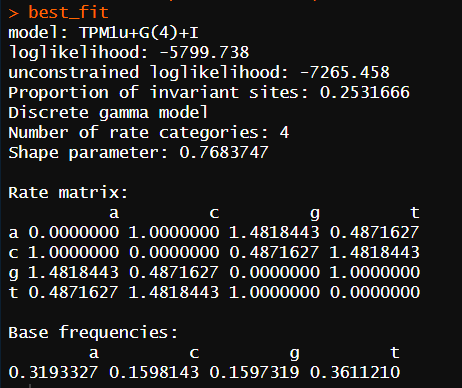 > best_fit
model: TPM1u+G(4)+I
loglikelihood: -5799.738
unconstrained loglikelihood: -7265.458
Proportion of invariant sites: 0.2531666
Discrete gamma model
Number of rate categories: 4
Shape parameter: 0.7683747
Rate matrix:
a c g t
a 0.0000000 1.0000000 1.4818443 0.4871627
c 1.0000000 0.0000000 0.4871627 1.4818443
g 1.4818443 0.4871627 0.0000000 1.0000000
t 0.4871627 1.4818443 1.0000000 0.0000000
Base frequencies:
a c g t
0.3193327 0.1598143 0.1597319 0.3611210